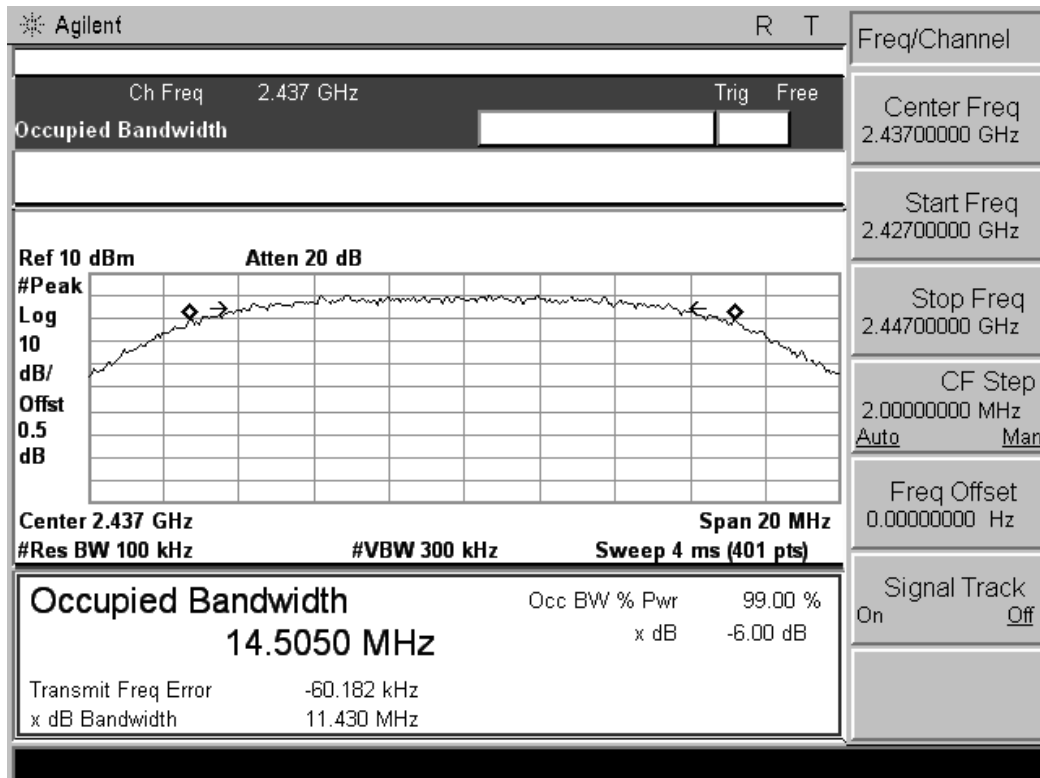 Agilent R T
Freq/Channel
Ch Freq 2.437 GHz Trig Free
Occupied Bandwidth
Center Freq
2.43700000 GHz
Start Freq
2.42700000 GHz
Stop Freq
2.44700000 GHz
CF Step
2.00000000 MHz
Auto Man
Freq Offset
0.00000000 Hz
Signal Track
On Off
Ref 10 dBm Atten 20 dB
#Peak
Log
10
dB/
Offst
0.5
dB
Center 2.437 GHz Span 20 MHz
#Res BW 100 kHz #VBW 300 kHz Sweep 4 ms (401 pts)
Occupied Bandwidth Occ BW % Pwr 99.00 %
14.5050 MHz x dB -6.00 dB
Transmit Freq Error -60.182 kHz
x dB Bandwidth 11.430 MHz